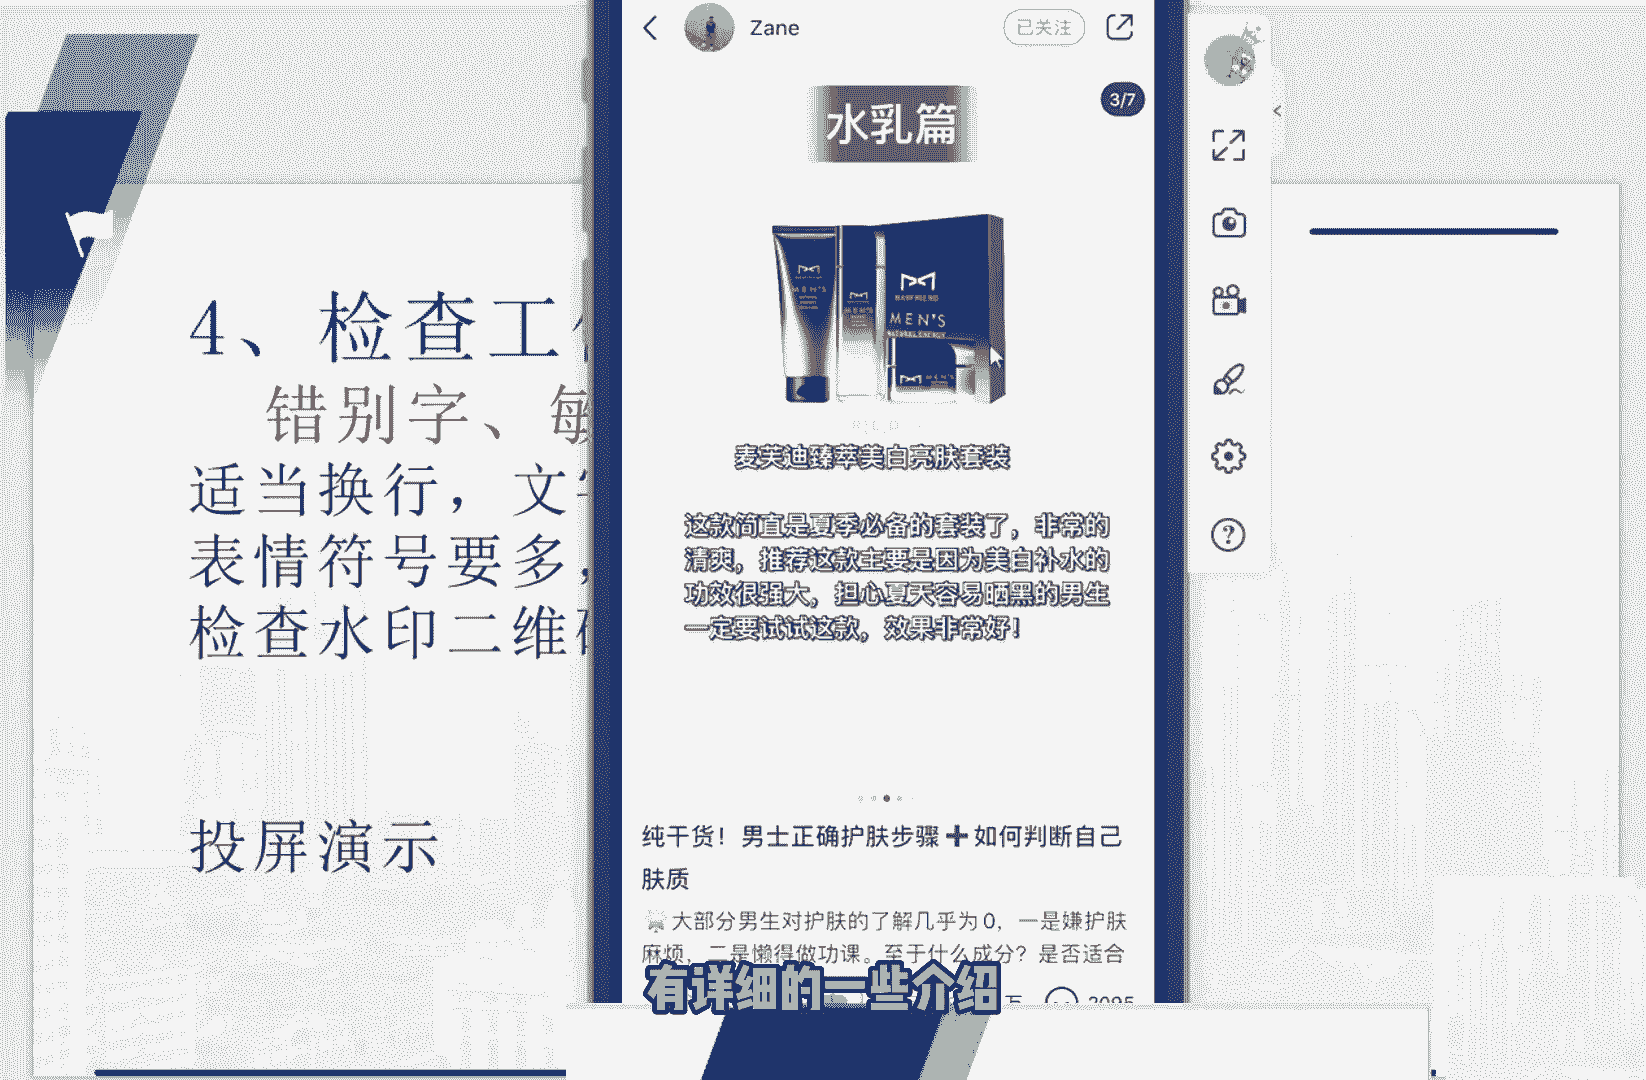 4、检查工
错别字、敏
适当换行，文字
表情符号要多，
检查水印二维
投屏演示
Zane
已关注
3/7
水乳篇
MEN'S
MEN'S
NATURAL ENERGY
MEN'S
麦芙迪臻萃美白亮肤套装
这款简直是夏季必备的套装了，非常的
清爽，推荐这款主要是因为美白补水的
功效很强大，担心夏天容易晒黑的男生
一定要试试这款，效果非常好！
纯干货！男士正确护肤步骤➕如何判断自己
肤质
大部分男生对护肤的了解几乎为0，一是嫌护肤
麻烦，二是懒得做功课。至于什么成分？是否适合
万 2095
有详细的一些介绍